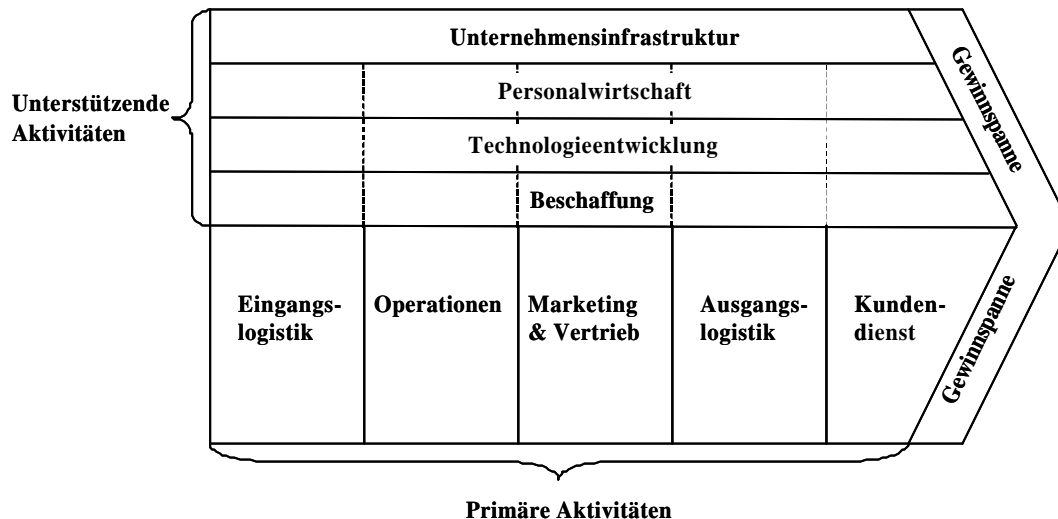 Unternehmensinfrastruktur
Gewinnspanne
Personalwirtschaft
Unterstützende
Aktivitäten
Technologieentwicklung
Beschaffung
Eingangs-
logistik
Operationen
Marketing
& Vertrieb
Ausgangs-
logistik
Kunden-
dienst
Gewinnspanne
Primäre Aktivitäten